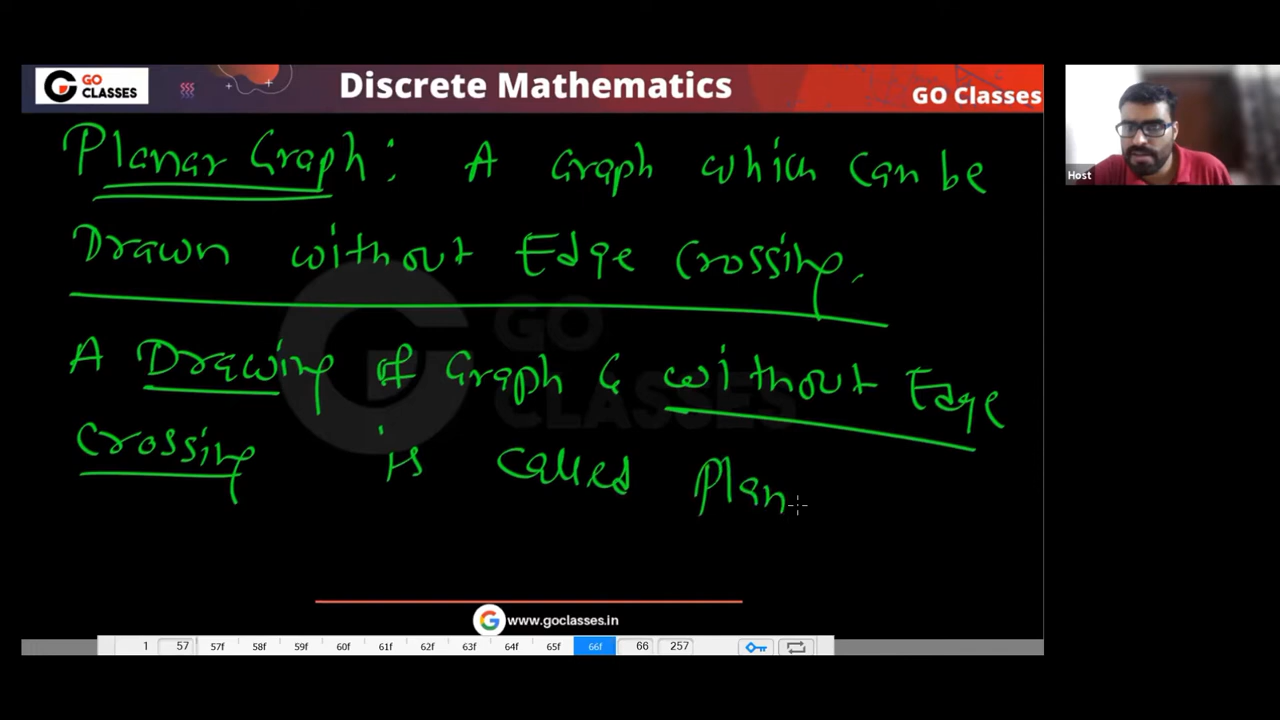 GO
CLASSES
Discrete Mathematics
GO Classes
Planar Graph: A Graph which can be
Drawn without Edge Crossing.
A Drawing of Graph G without Edge
Crossing is called Plan
GO
CLASSES
Host
www.goclasses.in
1 57 57f 58f 59f 60f 61f 62f 63f 64f 65f 66f 66 257